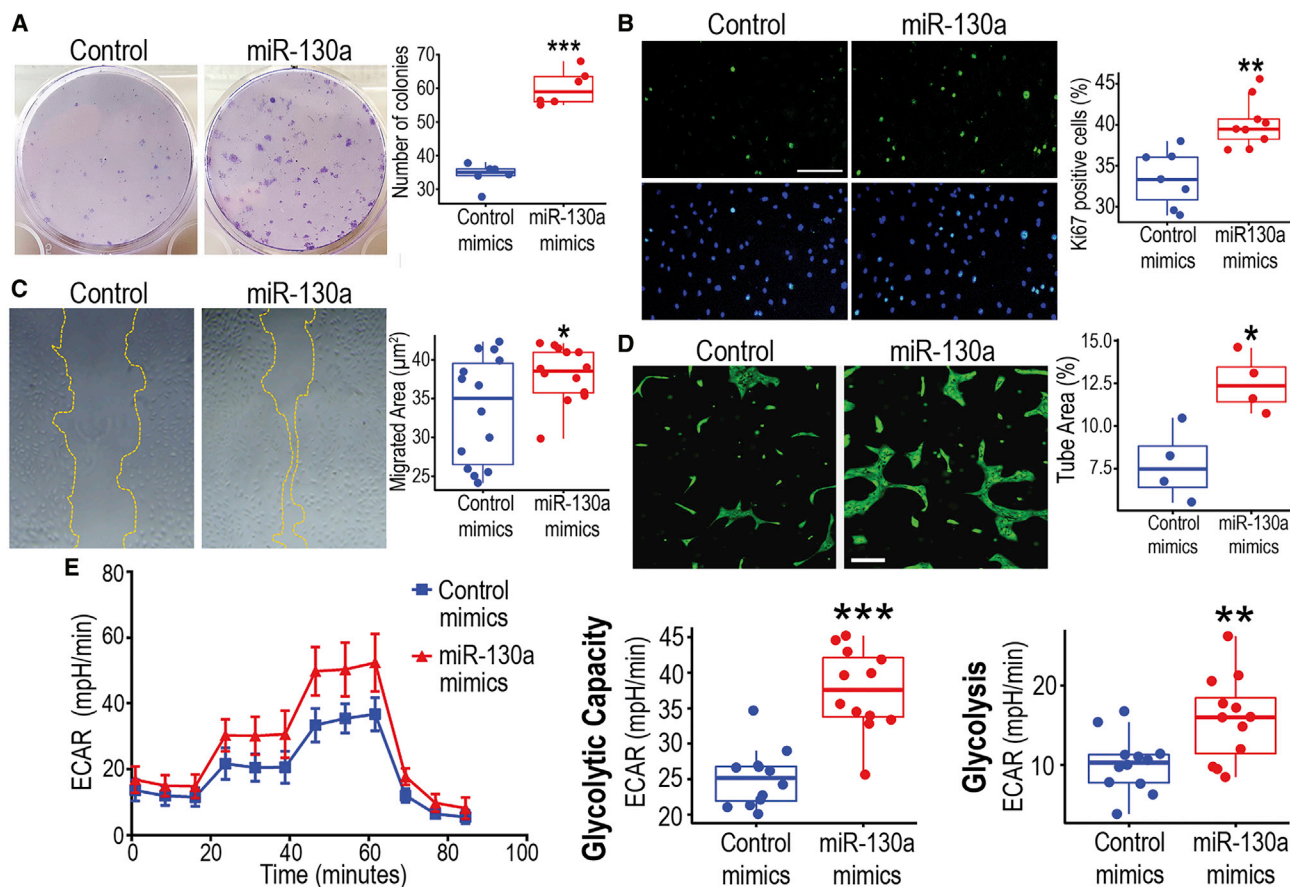 A
Control
miR-130a
Number of colonies
70
60
50
40
30
***
Control
mimics
miR-130a
mimics
B
Control
miR-130a
Ki67 positive cells (%)
45
40
35
30
**
Control
mimics
miR130a
mimics
C
Control
miR-130a
Migrated Area (µm²)
40
35
30
25
*
Control
mimics
miR-130a
mimics
D
Control
miR-130a
Tube Area (%)
15.0
12.5
7.5
*
Control
mimics
miR-130a
mimics
E
ECAR (mpH/min)
80
60
40
20
0
0
20
40
60
80
100
Time (minutes)
Control
mimics
miR-130a
mimics
Glycolytic Capacity
ECAR (mpH/min)
45
40
35
30
25
20
***
Control
mimics
miR-130a
mimics
Glycolysis
ECAR (mpH/min)
20
10
**
Control
mimics
miR-130a
mimics